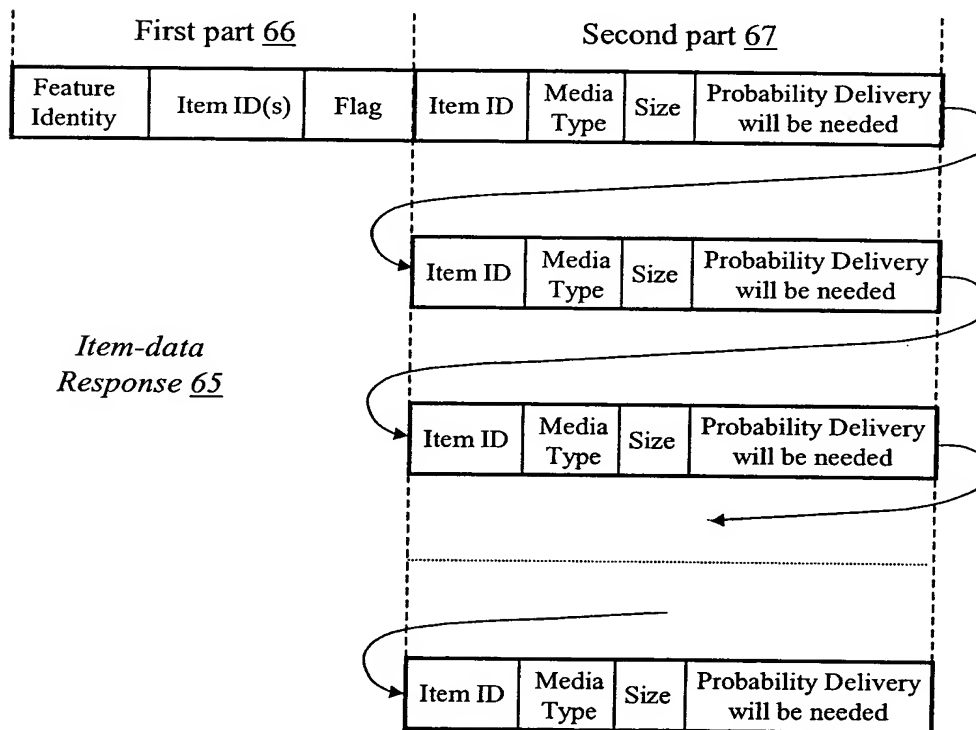 First part 66
Second part 67
Feature Identity
Item ID(s)
Flag
Item ID
Media Type
Size
Probability Delivery will be needed
Item ID
Media Type
Size
Probability Delivery will be needed
Item-data
Response 65
Item ID
Media Type
Size
Probability Delivery will be needed
Item ID
Media Type
Size
Probability Delivery will be needed